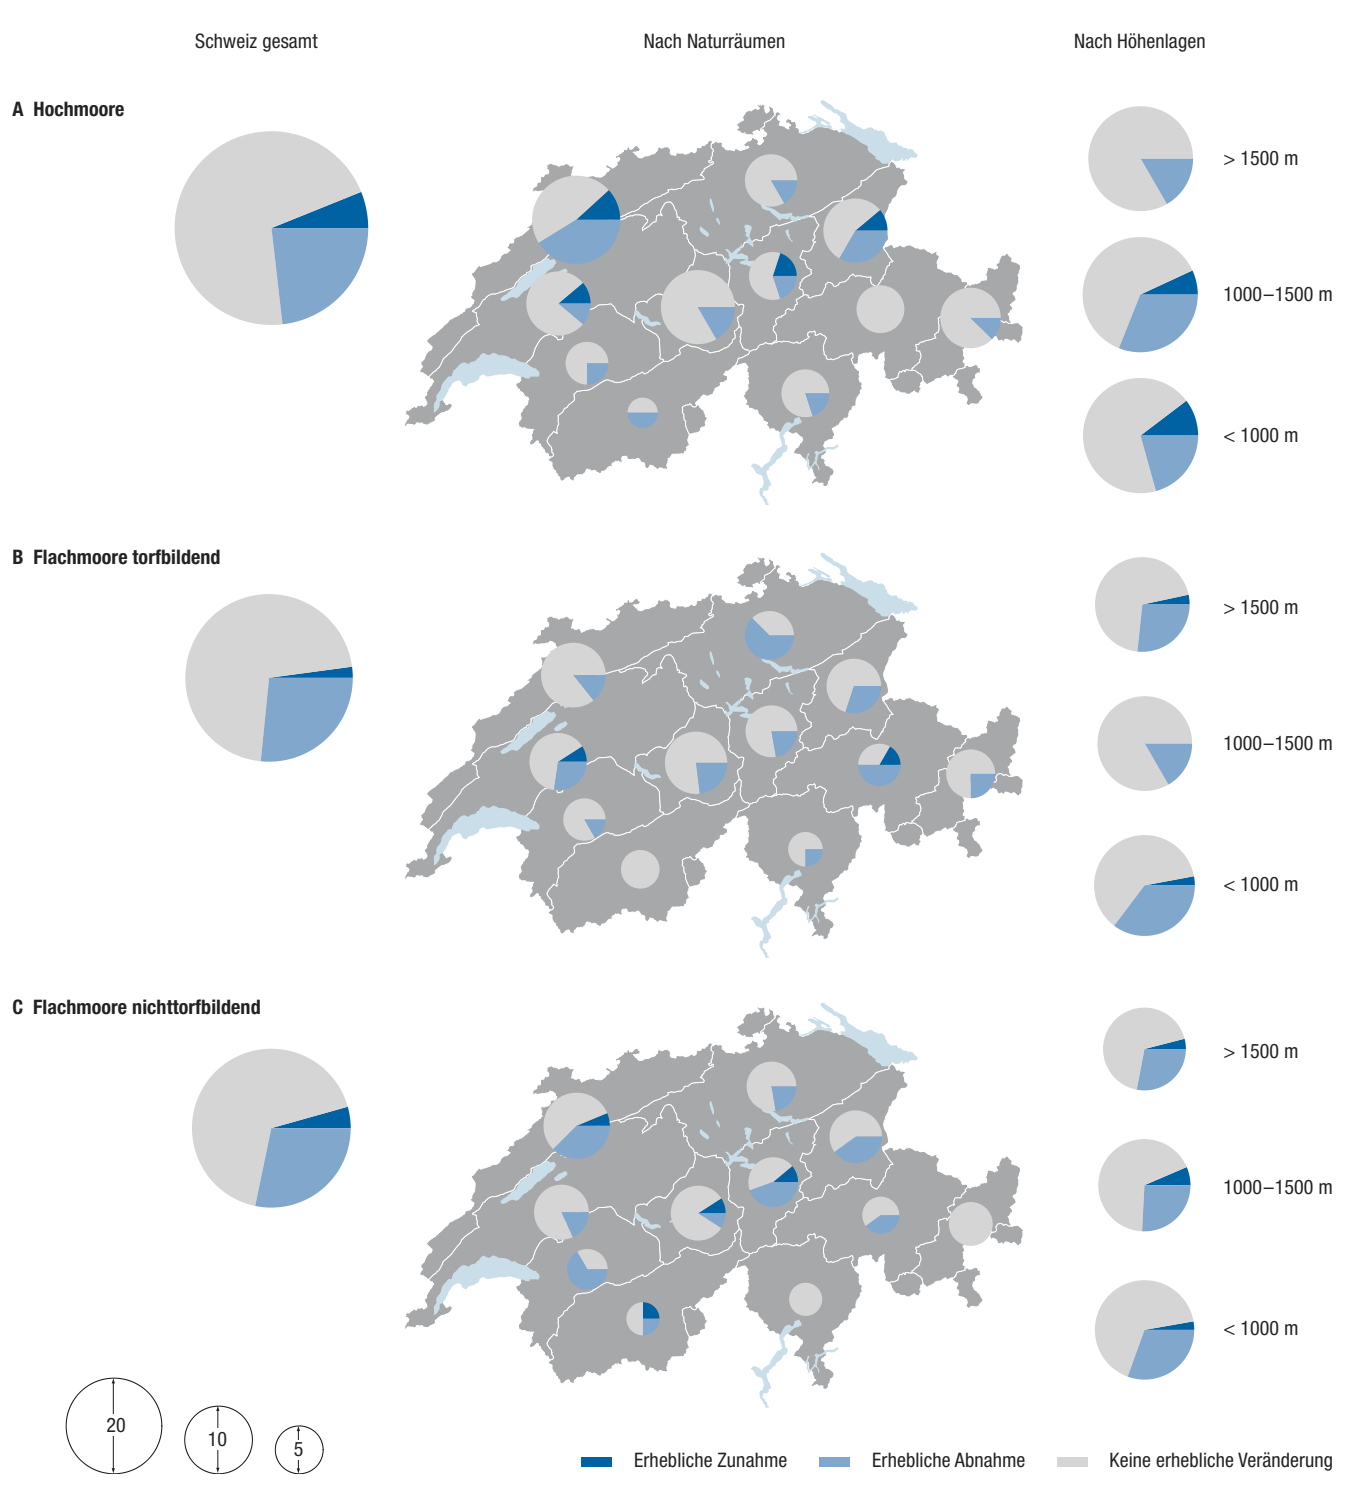 Schweiz gesamt
Nach Naturräumen
Nach Höhenlagen
A Hochmoore
> 1500 m
1000–1500 m
< 1000 m
B Flachmoore torfbildend
> 1500 m
1000–1500 m
< 1000 m
C Flachmoore nichttorfbildend
> 1500 m
1000–1500 m
< 1000 m
20
10
5
Erhebliche Zunahme
Erhebliche Abnahme
Keine erhebliche Veränderung